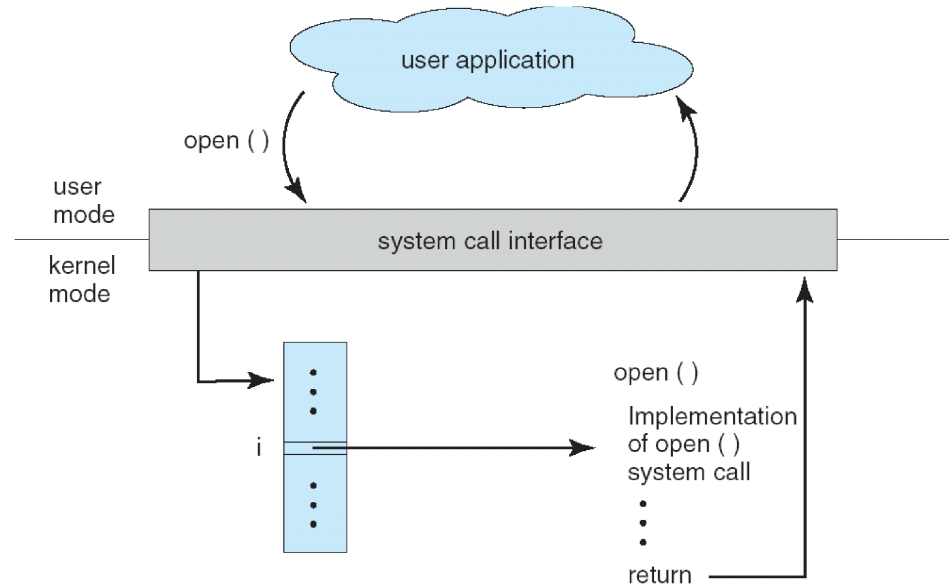 user application
open ( )
user
mode
system call interface
kernel
mode
open ( )
Implementation
of open ( )
system call
i
return